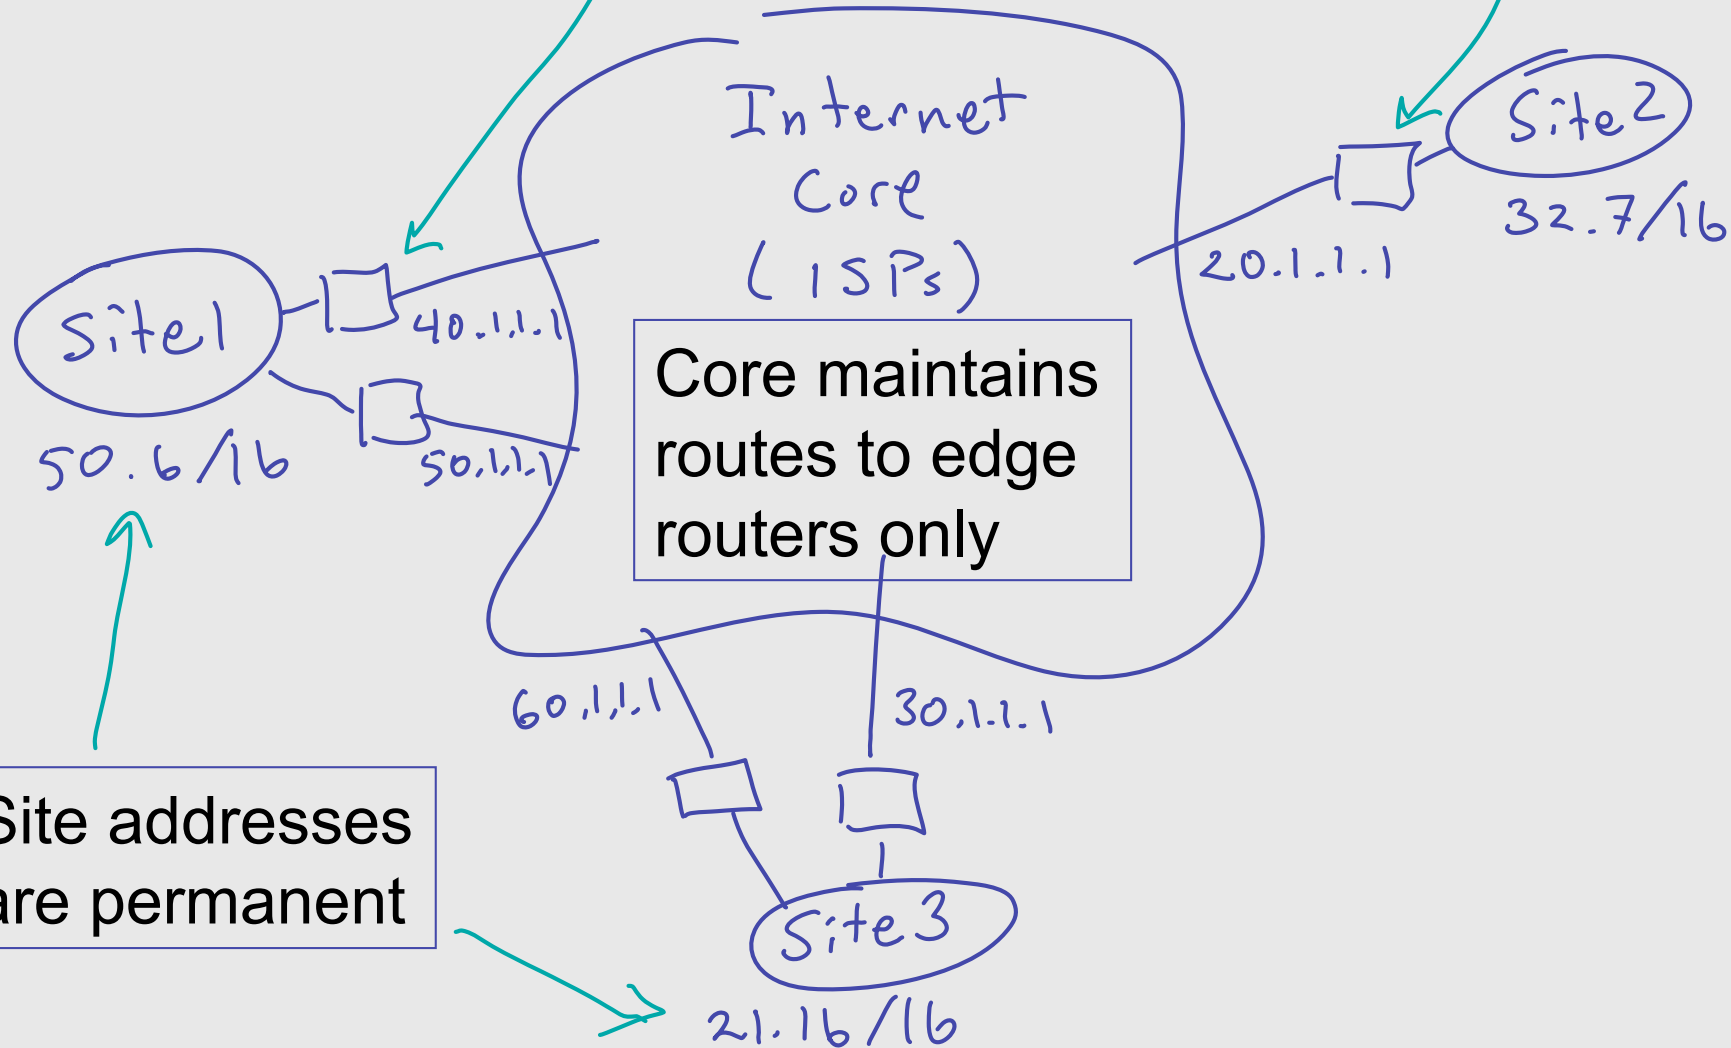 Internet
Core
(ISPs)
Site2
32.7/16
20.1.1.1
Site1
40.1.1.1
50.6/16
50.1.1.1
Core maintains
routes to edge
routers only
60.1.1.1
30.1.1.1
Site addresses
are permanent
Site3
21.16/16